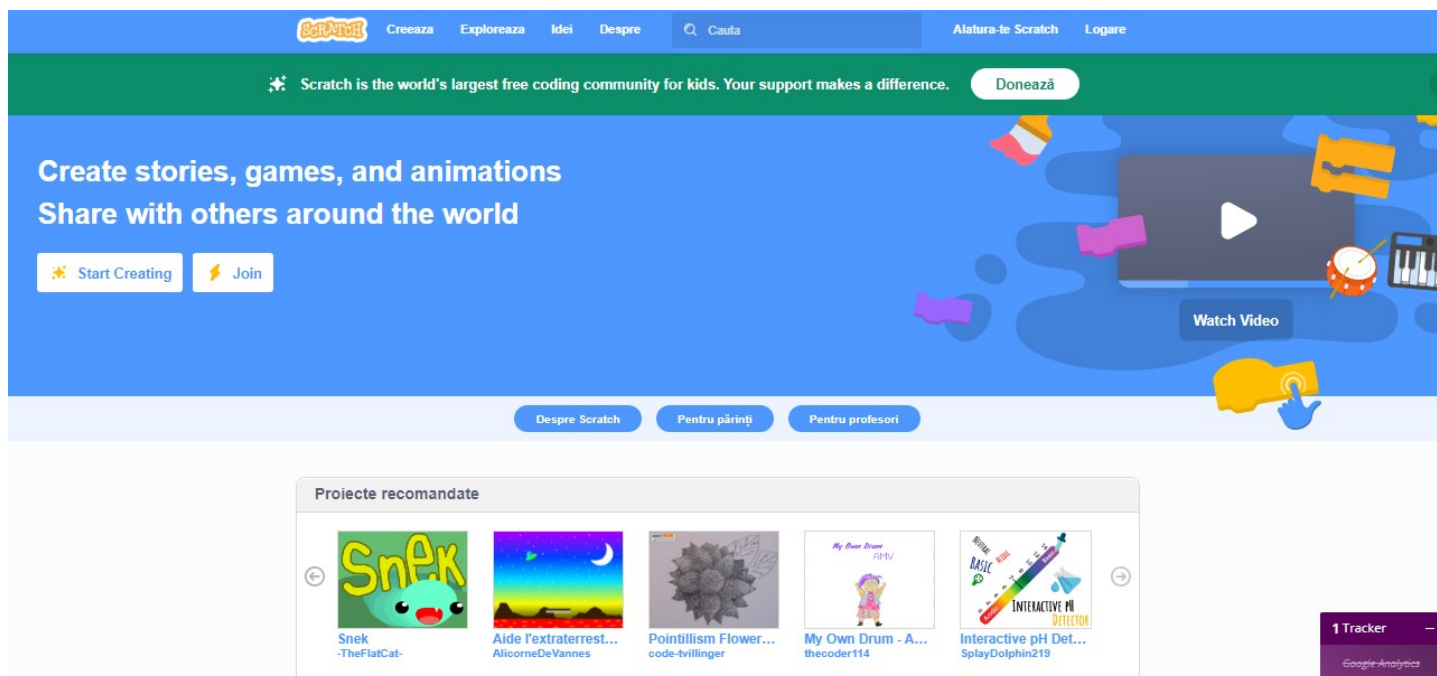 SCRATCH Creeaza Exploreaza Idei Despre Cauta Alatura-te Scratch Logare
Scratch is the world's largest free coding community for kids. Your support makes a difference. Donează
Create stories, games, and animations
Share with others around the world
Start Creating Join
Watch Video
Despre Scratch Pentru părinți Pentru profesori
Proiecte recomandate
Snek
My Own Drum
AMV
NEUTRAL
BASIC
ACIDIC
INTERACTIVE PH
DETECTOR
Snek Aide l'extraterrest... Pointillism Flower... My Own Drum - A... Interactive pH Det...
-TheFlatCat- AlicorneDeVannes code-tvillinger thecoder114 SplayDolphin219
1 Tracker
Google Analytics